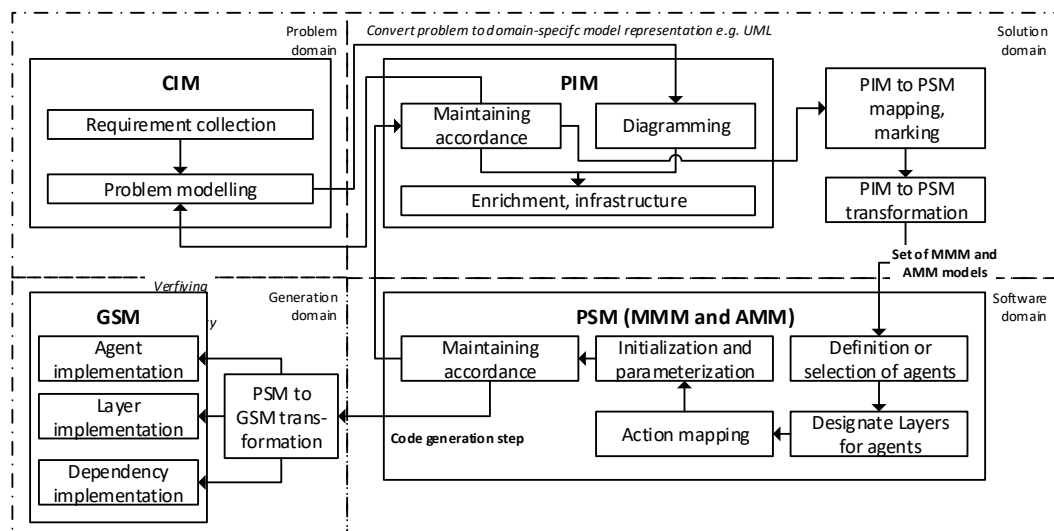 Problem
domain
Convert problem to domain-specifc model representation e.g. UML
Solution
domain
CIM
Requirement collection
Problem modelling
PIM
Maintaining
accordance
Diagramming
Enrichment, infrastructure
PIM to PSM
mapping,
marking
PIM to PSM
transformation
Set of MMM and
AMM models
Verfiving
Generation
domain
GSM
Agent
implementation
Layer
implementation
Dependency
implementation
PSM to
GSM trans-
formation
Code generation step
Software
domain
PSM (MMM and AMM)
Maintaining
accordance
Initialization and
parameterization
Definition or
selection of agents
Action mapping
Designate Layers
for agents